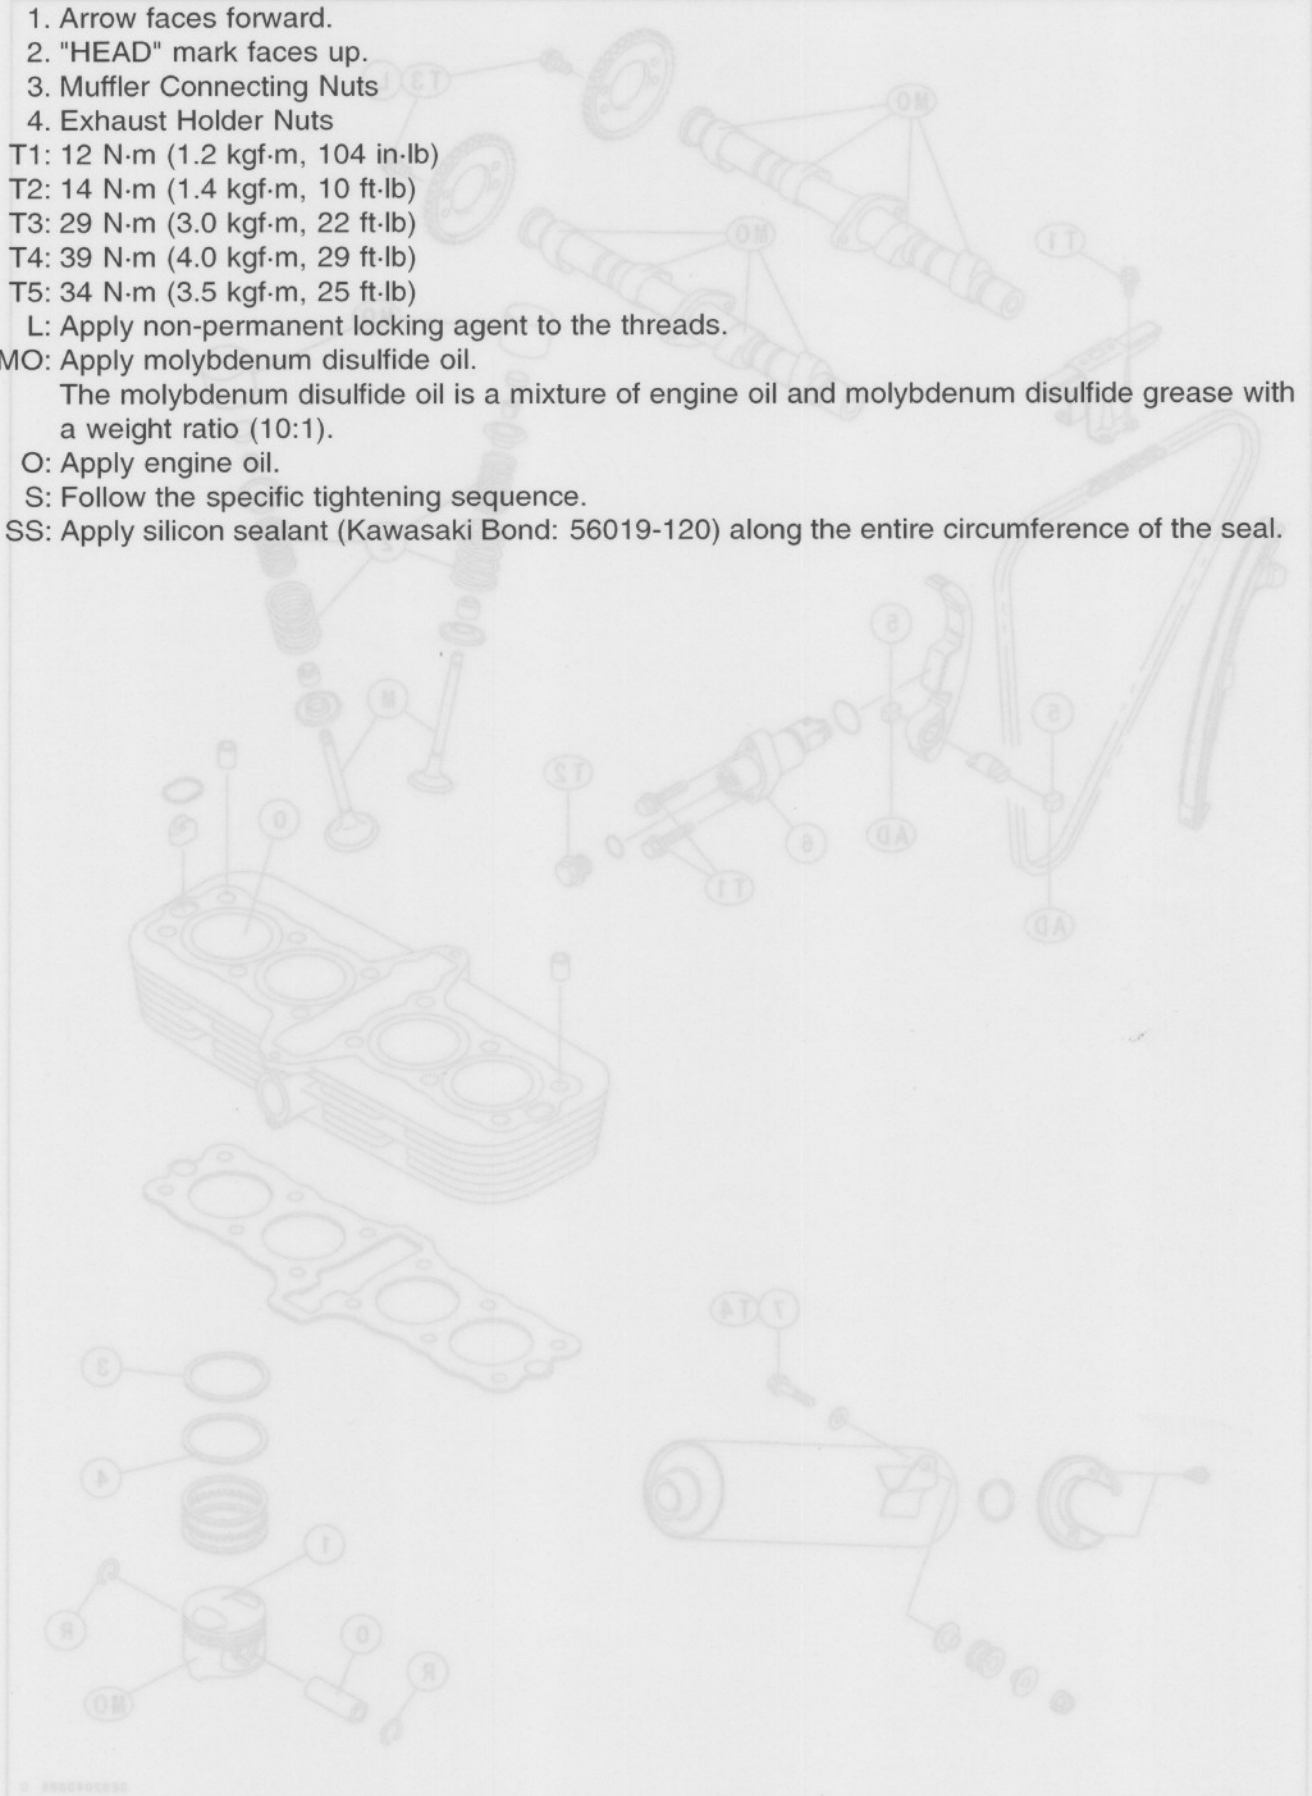 1. Arrow faces forward.
2. "HEAD" mark faces up.
3. Muffler Connecting Nuts
4. Exhaust Holder Nuts
T1: 12 N·m (1.2 kgf·m, 104 in·lb)
T2: 14 N·m (1.4 kgf·m, 10 ft·lb)
T3: 29 N·m (3.0 kgf·m, 22 ft·lb)
T4: 39 N·m (4.0 kgf·m, 29 ft·lb)
T5: 34 N·m (3.5 kgf·m, 25 ft·lb)
L: Apply non-permanent locking agent to the threads.
MO: Apply molybdenum disulfide oil.
The molybdenum disulfide oil is a mixture of engine oil and molybdenum disulfide grease with
a weight ratio (10:1).
O: Apply engine oil.
S: Follow the specific tightening sequence.
SS: Apply silicon sealant (Kawasaki Bond: 56019-120) along the entire circumference of the seal.